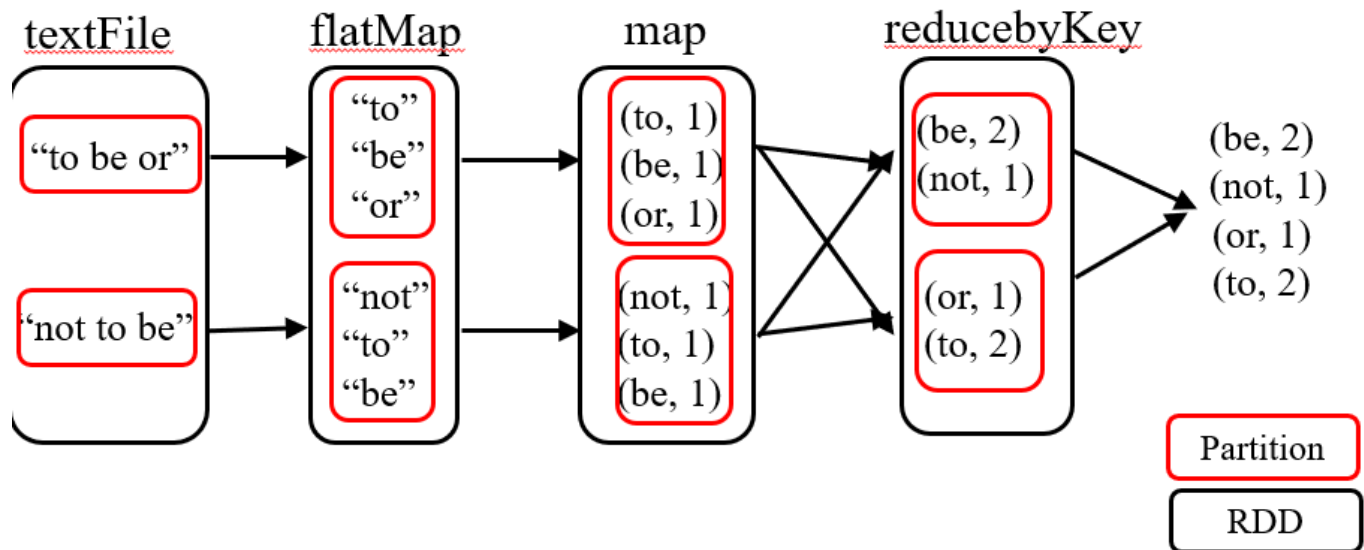 textFile
flatMap
map
reducebyKey
“to be or”
“not to be”
“to”
“be”
“or”
“not”
“to”
“be”
(to, 1)
(be, 1)
(or, 1)
(not, 1)
(to, 1)
(be, 1)
(be, 2)
(not, 1)
(or, 1)
(to, 2)
(be, 2)
(not, 1)
(or, 1)
(to, 2)
Partition
RDD